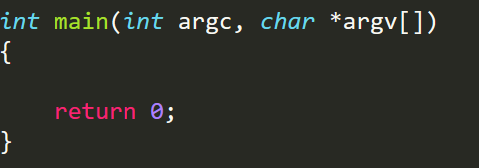 int main(int argc, char *argv[])
{
    return 0;
}